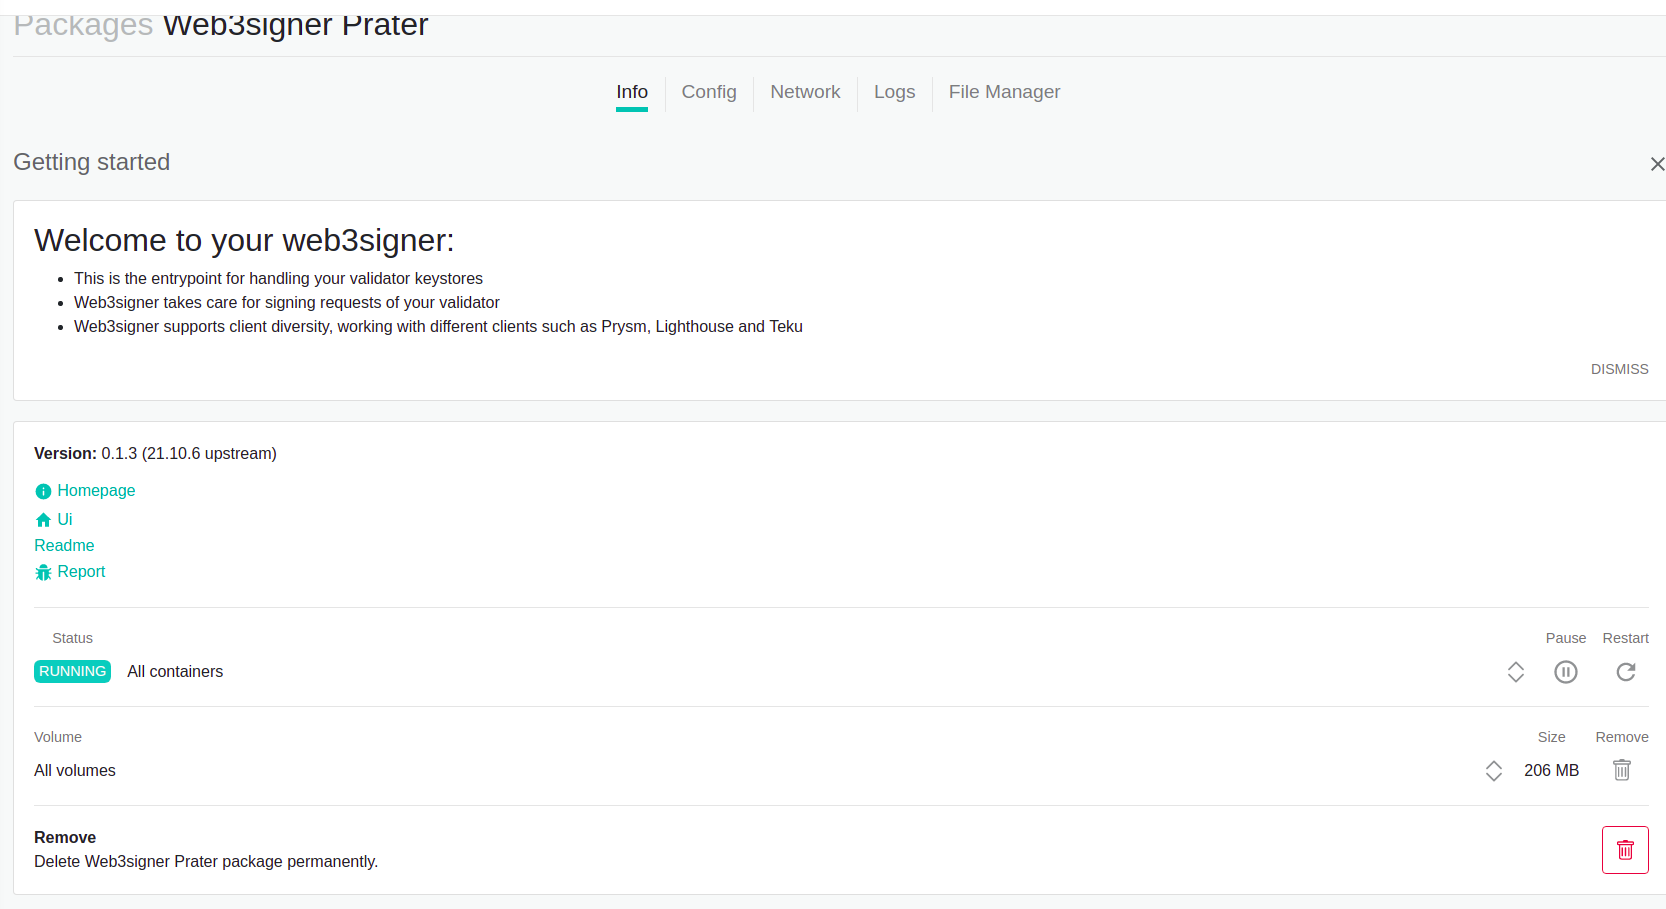 Packages Web3signer Prater
Info Config Network Logs File Manager
Getting started
Welcome to your web3signer:
This is the entrypoint for handling your validator keystores
Web3signer takes care for signing requests of your validator
Web3signer supports client diversity, working with different clients such as Prysm, Lighthouse and Teku
DISMISS
Version: 0.1.3 (21.10.6 upstream)
Homepage
Ui
Readme
Report
Status Pause Restart
RUNNING All containers
Volume Size Remove
All volumes 206 MB
Remove
Delete Web3signer Prater package permanently.